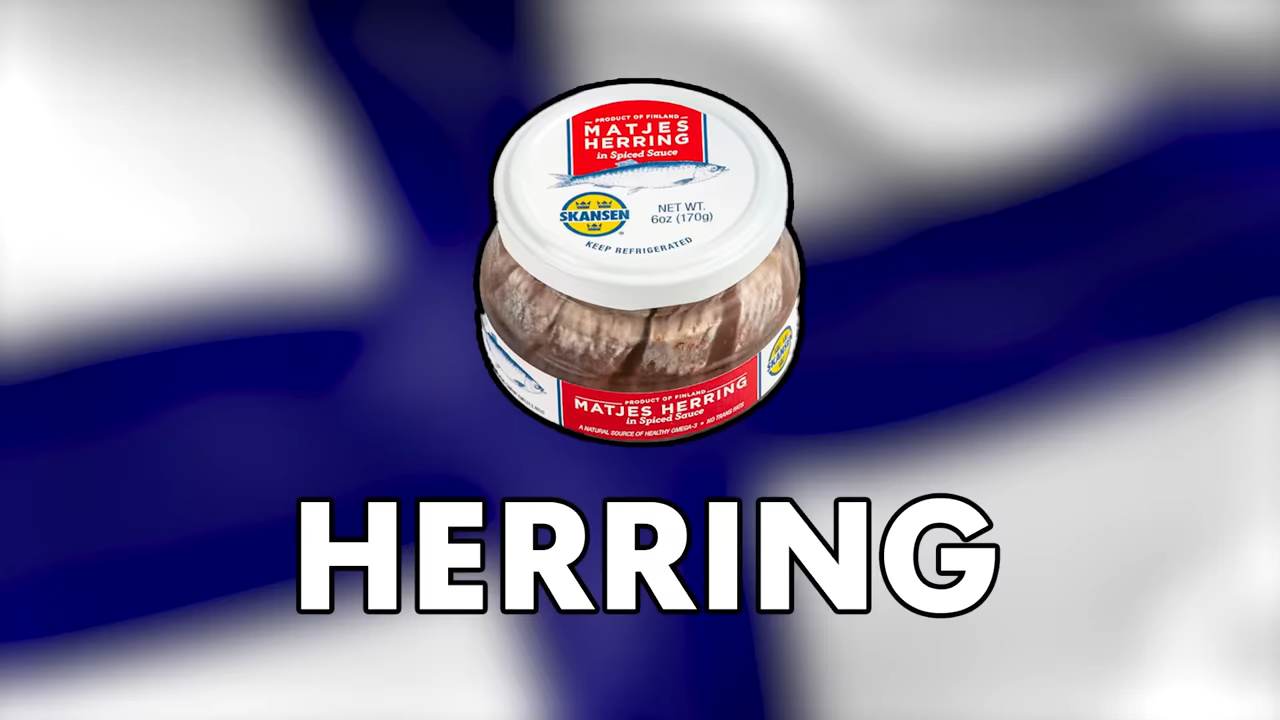 PRODUCT OF FINLAND
MATJES
HERRING
in Spiced Sauce
SKANSEN
NET WT.
6oz (170g)
KEEP REFRIGERATED
SKANSEN
PRODUCT OF FINLAND
MATJES HERRING
in Spiced Sauce
A NATURAL SOURCE OF HEALTHY OMEGA-3 • NO TRANS FATS
HERRING